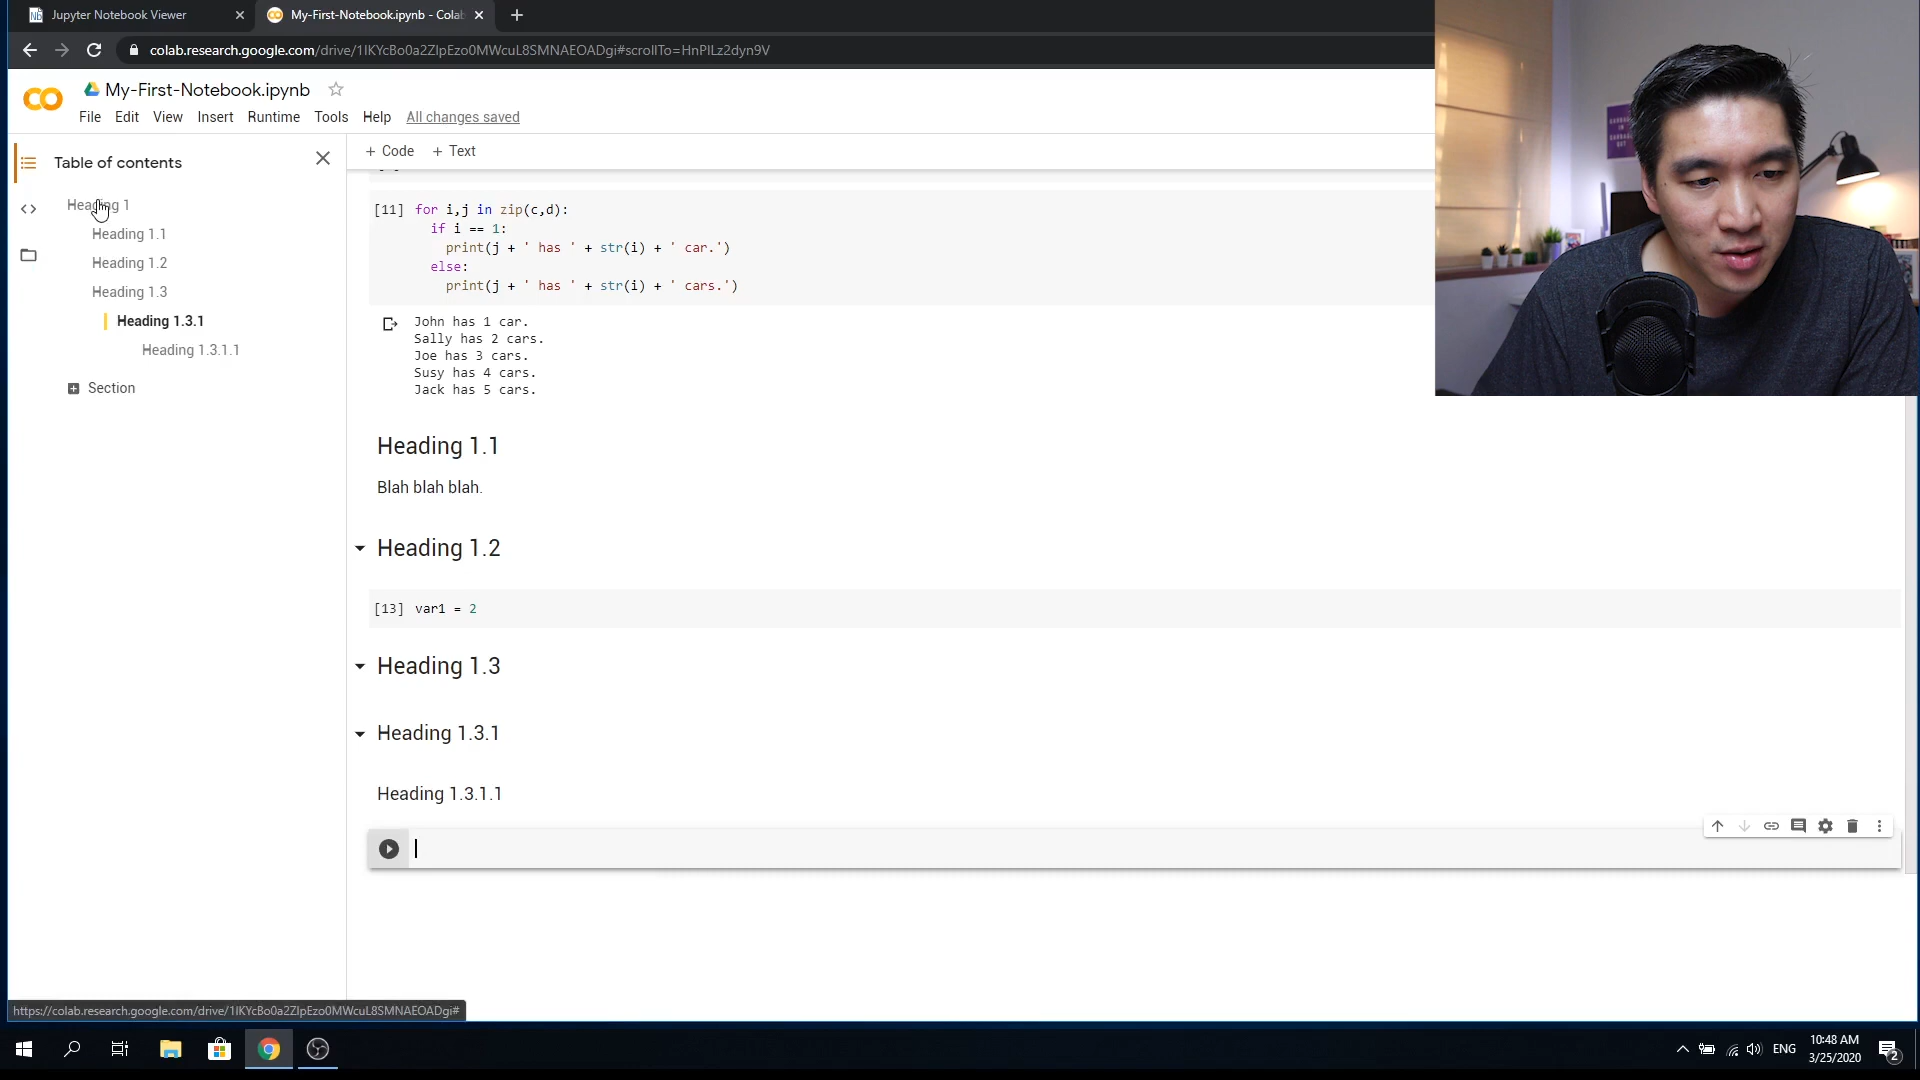 Jupyter Notebook Viewer
My-First-Notebook.ipynb - Colab
colab.research.google.com/drive/1IKYcBo0a2ZIpEzo0MWcuL8SMNAEOADgi#scrollTo=HnPILz2dyn9V
My-First-Notebook.ipynb
File Edit View Insert Runtime Tools Help All changes saved
Table of contents
+ Code + Text
Heading 1
Heading 1.1
Heading 1.2
Heading 1.3
Heading 1.3.1
Heading 1.3.1.1
Section
[11] for i,j in zip(c,d):
if i == 1:
print(j + ' has ' + str(i) + ' car.')
else:
print(j + ' has ' + str(i) + ' cars.')
John has 1 car.
Sally has 2 cars.
Joe has 3 cars.
Susy has 4 cars.
Jack has 5 cars.
Heading 1.1
Blah blah blah.
Heading 1.2
[13] var1 = 2
Heading 1.3
Heading 1.3.1
Heading 1.3.1.1
https://colab.research.google.com/drive/1IKYcBo0a2ZIpEzo0MWcuL8SMNAEOADgi#
ENG
10:48 AM
3/25/2020
2